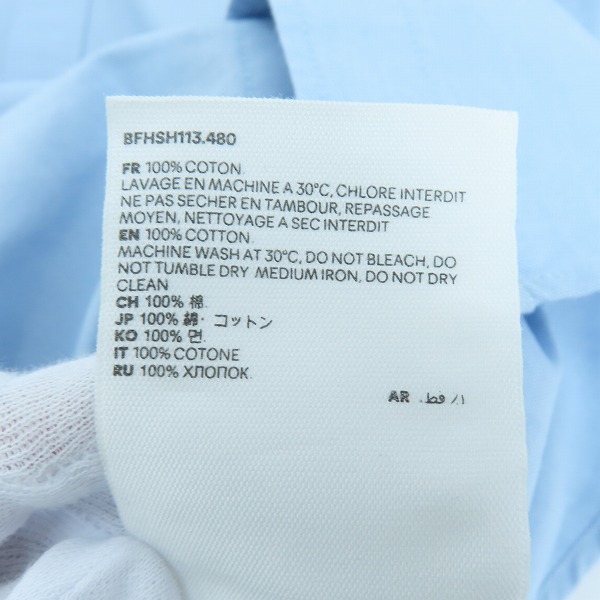 BFHSH113.480
FR 100% COTON.
LAVAGE EN MACHINE A 30°C, CHLORE INTERDIT
NE PAS SECHER EN TAMBOUR, REPASSAGE
MOYEN, NETTOYAGE A SEC INTERDIT
EN 100% COTTON.
MACHINE WASH AT 30°C, DO NOT BLEACH, DO
NOT TUMBLE DRY MEDIUM IRON, DO NOT DRY
CLEAN
CH 100% 棉.
JP 100% 綿・コットン
KO 100% 면.
IT 100% COTONE
RU 100% ХЛОПОК.
AR قطن